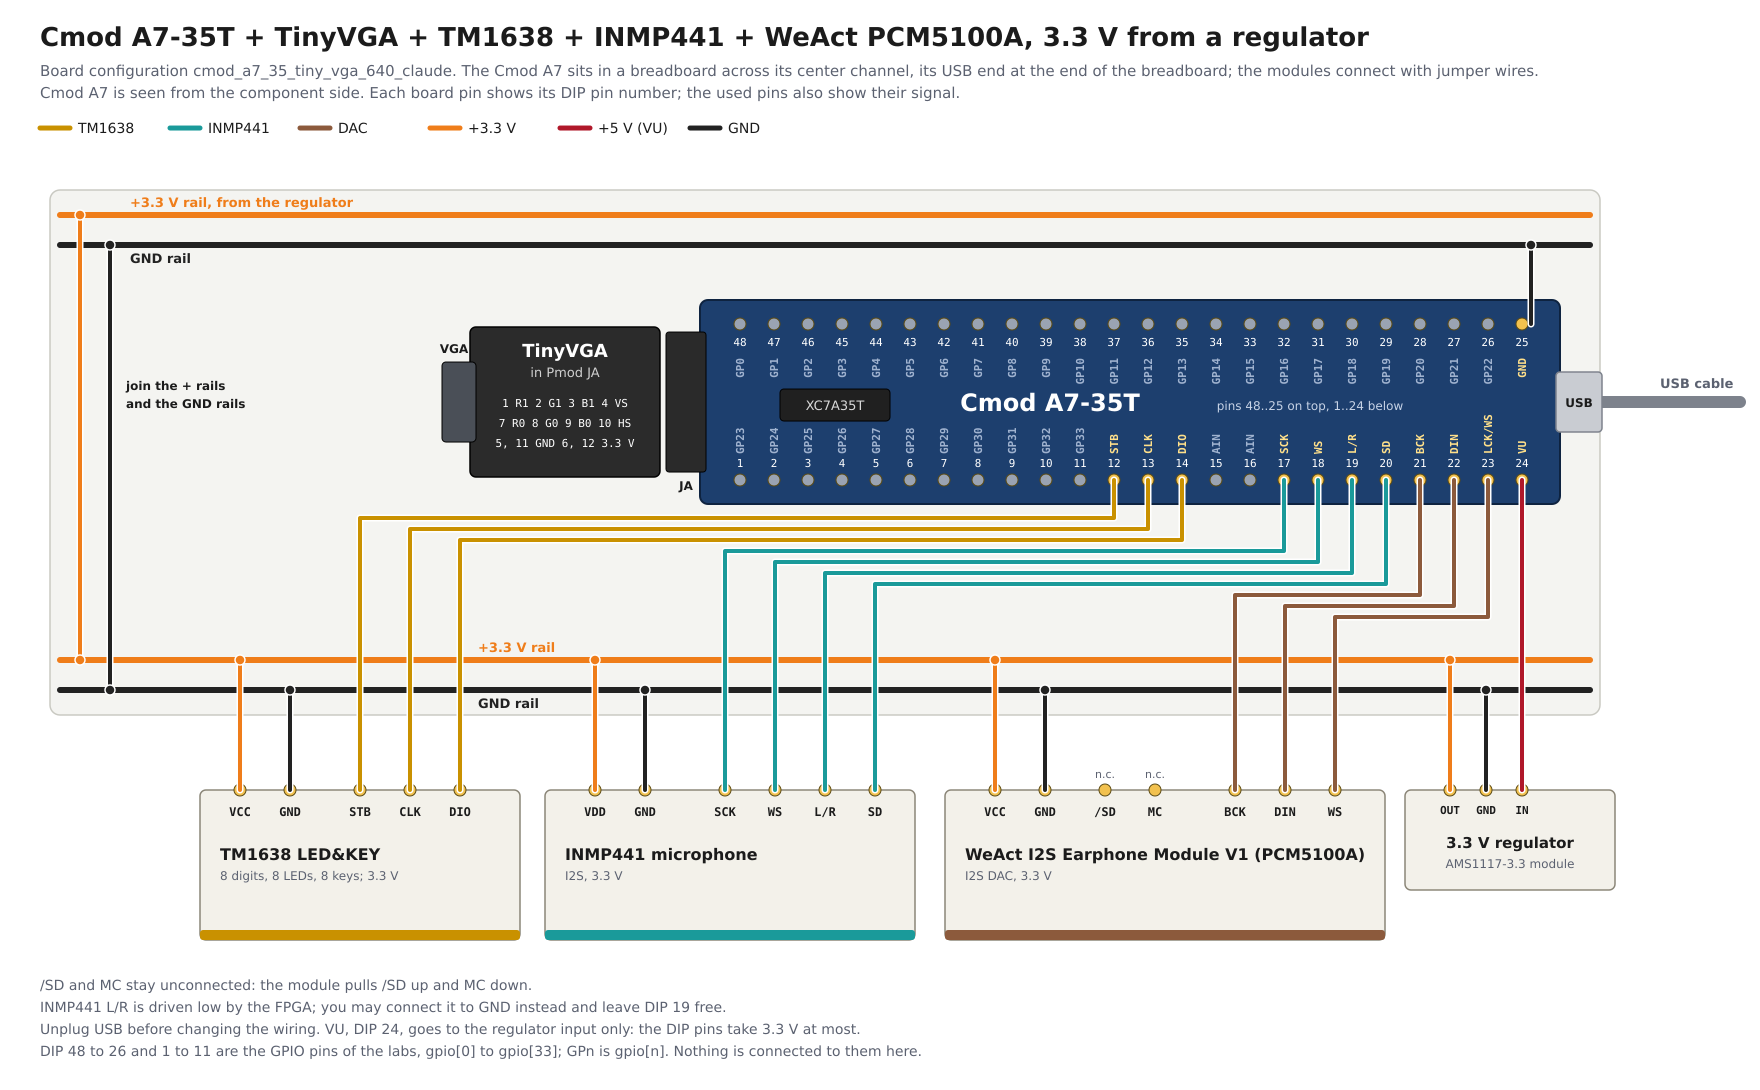 Cmod A7-35T + TinyVGA + TM1638 + INMP441 + WeAct PCM5100A, 3.3 V from a regulator
Board configuration cmod_a7_35_tiny_vga_640_claude. The Cmod A7 sits in a breadboard across its center channel, its USB end at the end of the breadboard; the modules connect with jumper wires.
Cmod A7 is seen from the component side. Each board pin shows its DIP pin number; the used pins also show their signal.
TM1638 INMP441 DAC +3.3 V +5 V (VU) GND
+3.3 V rail, from the regulator
GND rail
48 47 46 45 44 43 42 41 40 39 38 37 36 35 34 33 32 31 30 29 28 27 26 25
GP0 GP1 GP2 GP3 GP4 GP5 GP6 GP7 GP8 GP9 GP10 GP11 GP12 GP13 GP14 GP15 GP16 GP17 GP18 GP19 GP20 GP21 GP22 GND
VGA
TinyVGA
in Pmod JA
1 R1 2 G1 3 B1 4 VS
7 R0 8 G0 9 B0 10 HS
5, 11 GND 6, 12 3.3 V
JA
join the + rails
and the GND rails
XC7A35T
Cmod A7-35T
pins 48..25 on top, 1..24 below
USB
USB cable
GP23 GP24 GP25 GP26 GP27 GP28 GP29 GP30 GP31 GP32 GP33 STB CLK DIO AIN AIN SCK WS L/R SD BCK DIN LCK/WS VU
1 2 3 4 5 6 7 8 9 10 11 12 13 14 15 16 17 18 19 20 21 22 23 24
+3.3 V rail
GND rail
n.c. n.c.
VCC GND STB CLK DIO
TM1638 LED&KEY
8 digits, 8 LEDs, 8 keys; 3.3 V
VDD GND SCK WS L/R SD
INMP441 microphone
I2S, 3.3 V
VCC GND /SD MC BCK DIN WS
WeAct I2S Earphone Module V1 (PCM5100A)
I2S DAC, 3.3 V
OUT GND IN
3.3 V regulator
AMS1117-3.3 module
/SD and MC stay unconnected: the module pulls /SD up and MC down.
INMP441 L/R is driven low by the FPGA; you may connect it to GND instead and leave DIP 19 free.
Unplug USB before changing the wiring. VU, DIP 24, goes to the regulator input only: the DIP pins take 3.3 V at most.
DIP 48 to 26 and 1 to 11 are the GPIO pins of the labs, gpio[0] to gpio[33]; GPn is gpio[n]. Nothing is connected to them here.